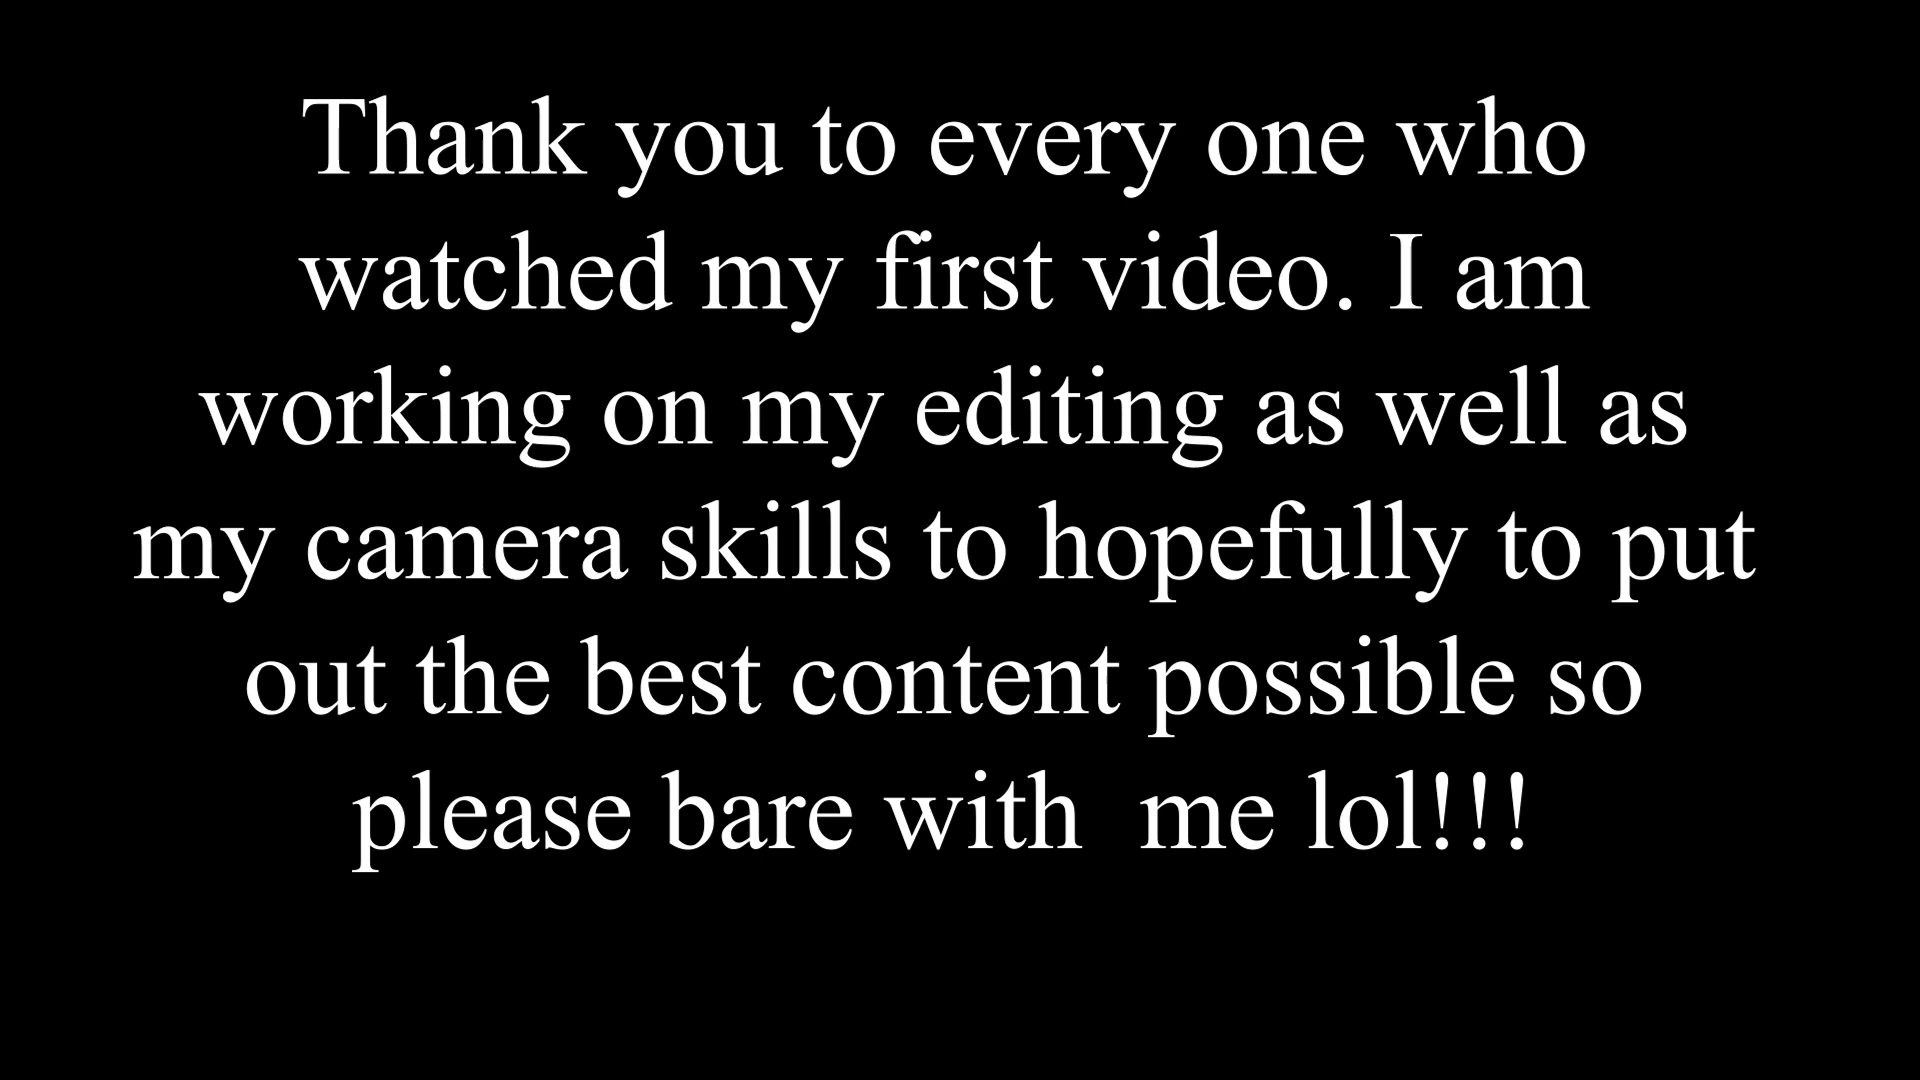 Thank you to every one who
watched my first video. I am
working on my editing as well as
my camera skills to hopefully to put
out the best content possible so
please bare with  me lol!!!